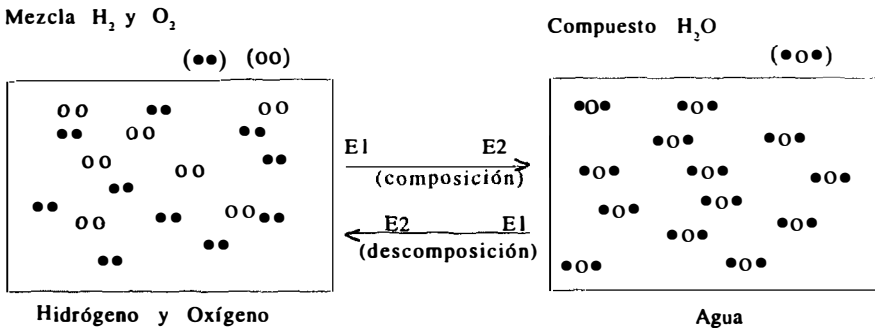 Mezcla H₂ y O₂
(●●) (oo)
Compuesto H₂O
(●o●)
E1 E2
(composición)
E2 E1
(descomposición)
Hidrógeno y Oxígeno
Agua